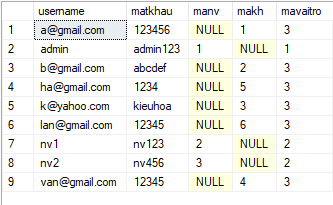 username matkhau manv makh mavaitro
1 a@gmail.com 123456 NULL 1 3
2 admin admin123 1 NULL 1
3 b@gmail.com abcdef NULL 2 3
4 ha@gmail.com 1234 NULL 5 3
5 k@yahoo.com kieuhoa NULL 3 3
6 lan@gmail.com 12345 NULL 6 3
7 nv1 nv123 2 NULL 2
8 nv2 nv456 3 NULL 2
9 van@gmail.com 12345 NULL 4 3